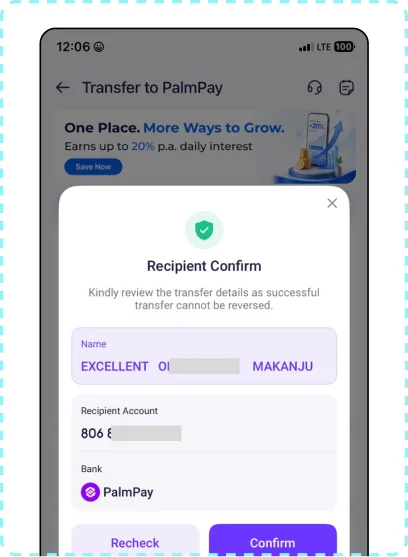 12:06
LTE 100
Transfer to PalmPay
One Place. More Ways to Grow.
Earns up to 20% p.a. daily interest
Save Now
+20%
Recipient Confirm
Kindly review the transfer details as successful
transfer cannot be reversed.
Name
EXCELLENT MAKANJU
Recipient Account
806
Bank
PalmPay
Recheck
Confirm